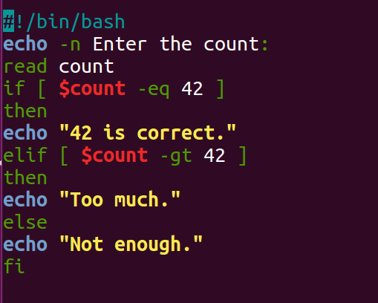 #!/bin/bash
echo -n Enter the count:
read count
if [ $count -eq 42 ]
then
echo "42 is correct."
elif [ $count -gt 42 ]
then
echo "Too much."
else
echo "Not enough."
fi